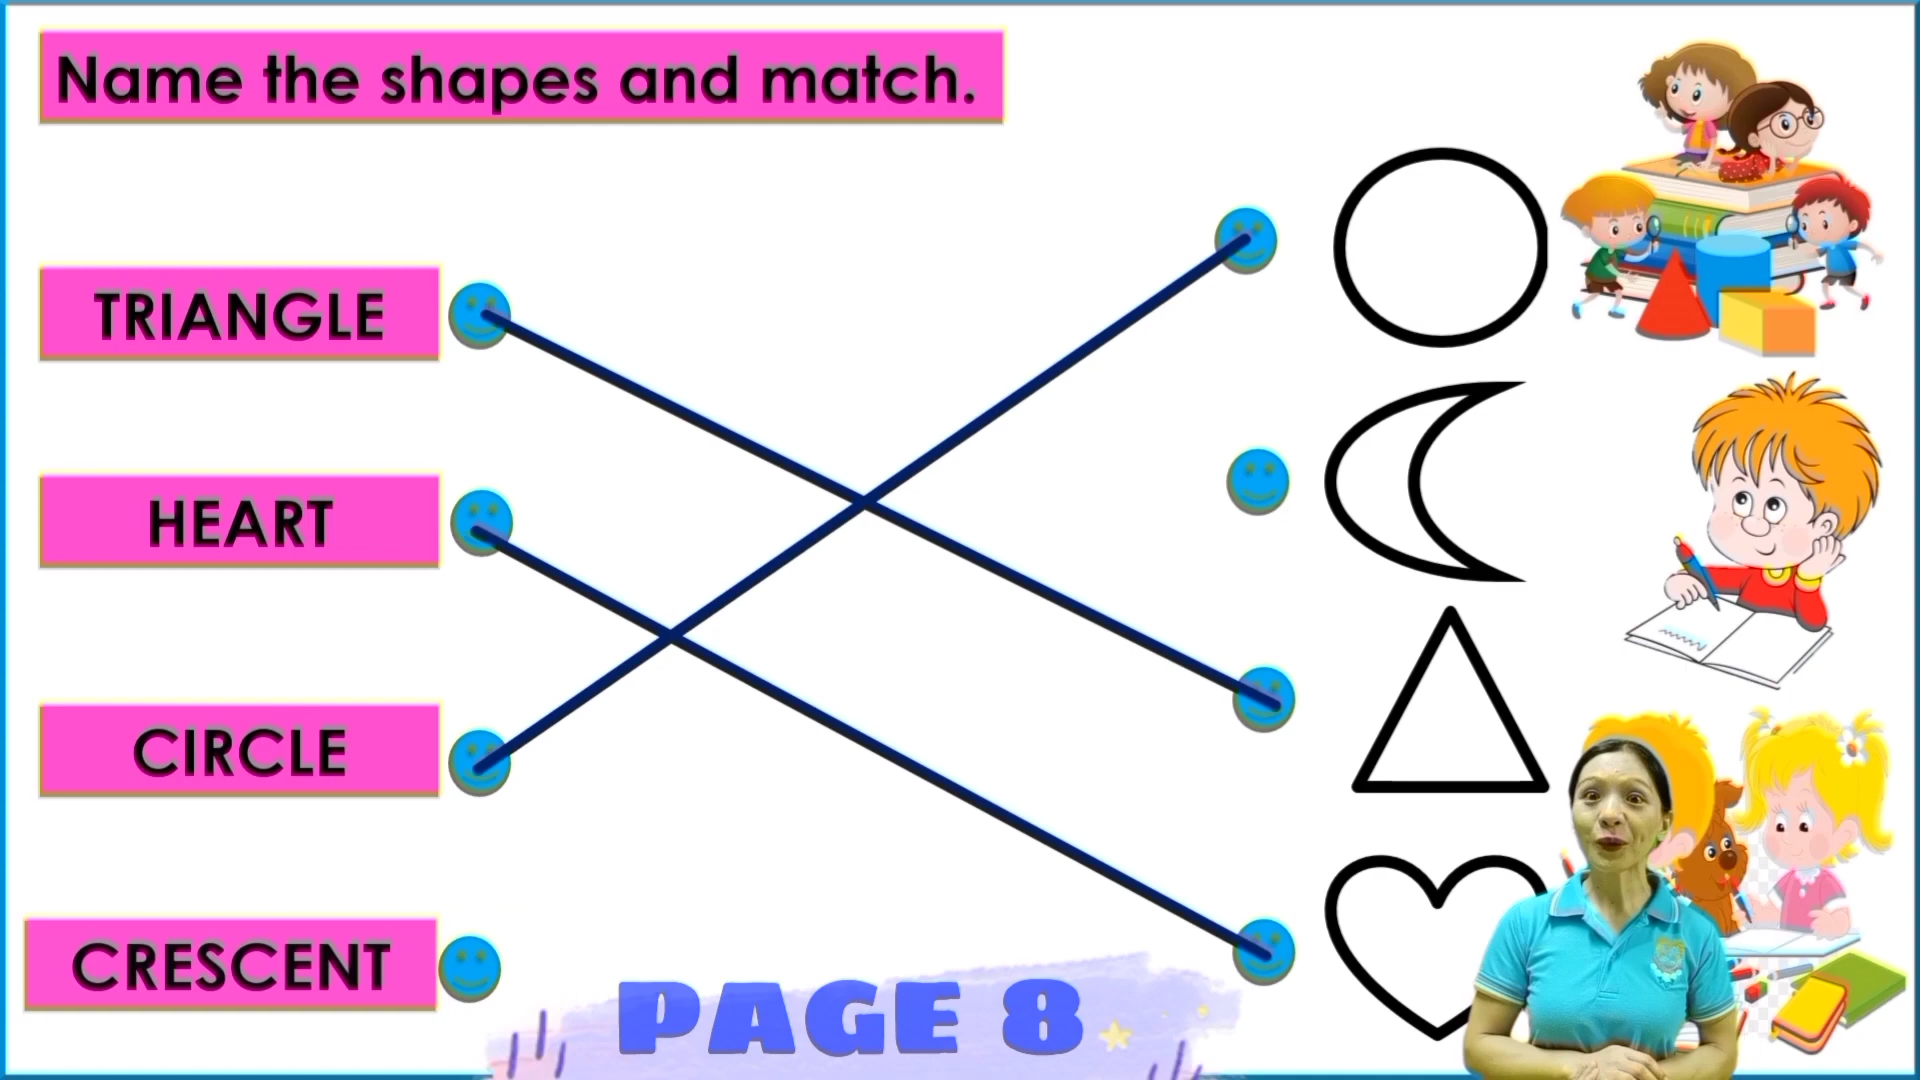 Name the shapes and match.
TRIANGLE
HEART
CIRCLE
CRESCENT
PAGE 8